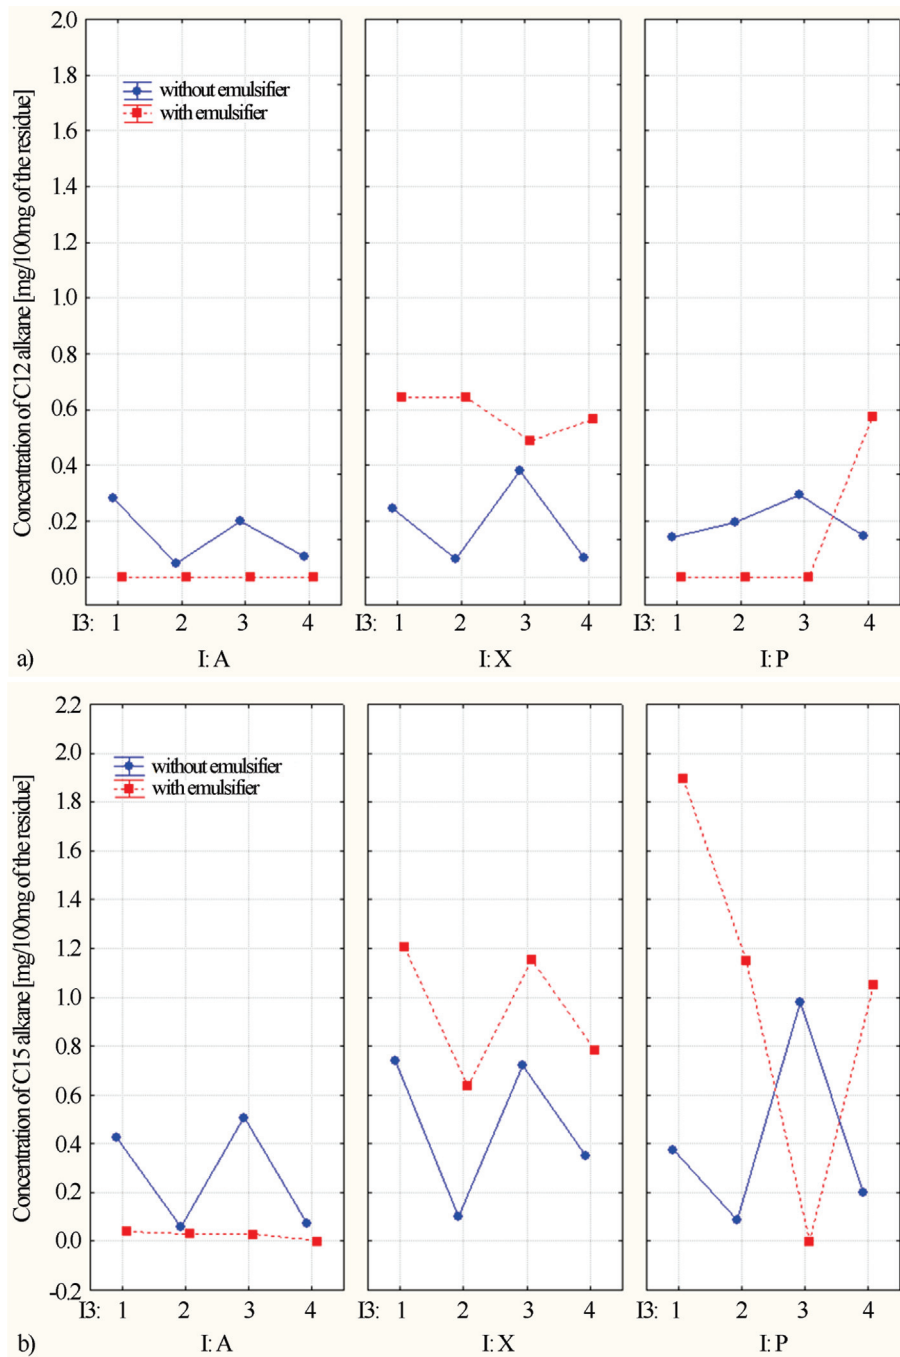 Concentration of C12 alkane [mg/100mg of the residue]
2.0
1.8
1.6
1.4
1.2
1.0
0.8
0.6
0.4
0.2
0.0
without emulsifier
with emulsifier
I3: 1 2 3 4 I3: 1 2 3 4 I3: 1 2 3 4
a) I: A I: X I: P
Concentration of C15 alkane [mg/100mg of the residue]
2.2
2.0
1.8
1.6
1.4
1.2
1.0
0.8
0.6
0.4
0.2
0.0
-0.2
without emulsifier
with emulsifier
I3: 1 2 3 4 I3: 1 2 3 4 I3: 1 2 3 4
b) I: A I: X I: P